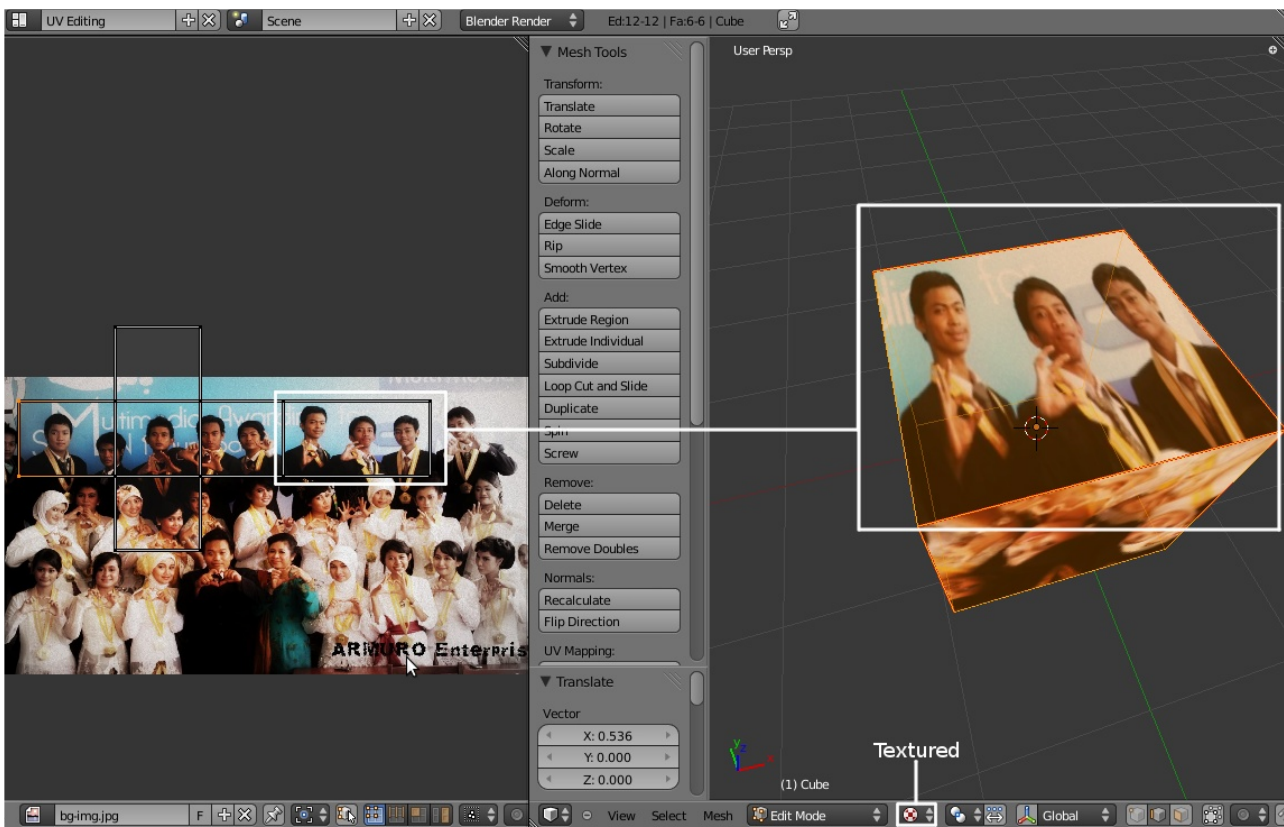 UV Editing
Scene
Blender Render
Ed:12-12 | Fa:6-6 | Cube
Mesh Tools
Transform:
Translate
Rotate
Scale
Along Normal
Deform:
Edge Slide
Rip
Smooth Vertex
Add:
Extrude Region
Extrude Individual
Subdivide
Loop Cut and Slide
Duplicate
Spin
Screw
Remove:
Delete
Merge
Remove Doubles
Normals:
Recalculate
Flip Direction
UV Mapping:
Translate
Vector
X: 0.536
Y: 0.000
Z: 0.000
User Persp
ARMURO Enterpris
Textured
y
z
x
(1) Cube
bg-img.jpg
F
View
Select
Mesh
Edit Mode
Global